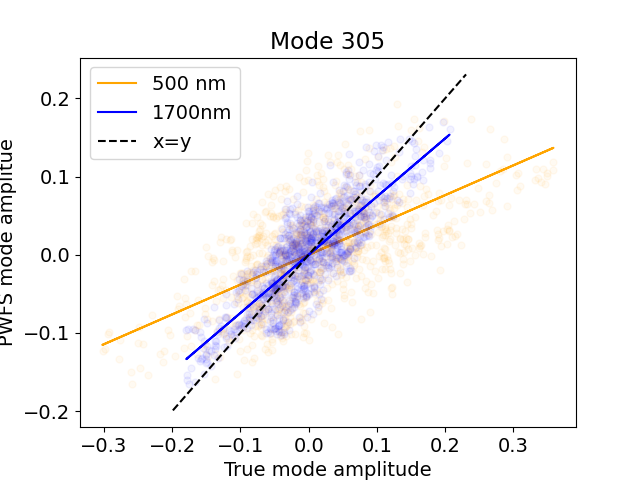 Mode 305
500 nm
1700nm
x=y
PWFS mode amplitue
0.2
0.1
0.0
−0.1
−0.2
−0.3
−0.2
−0.1
0.0
0.1
0.2
0.3
True mode amplitude